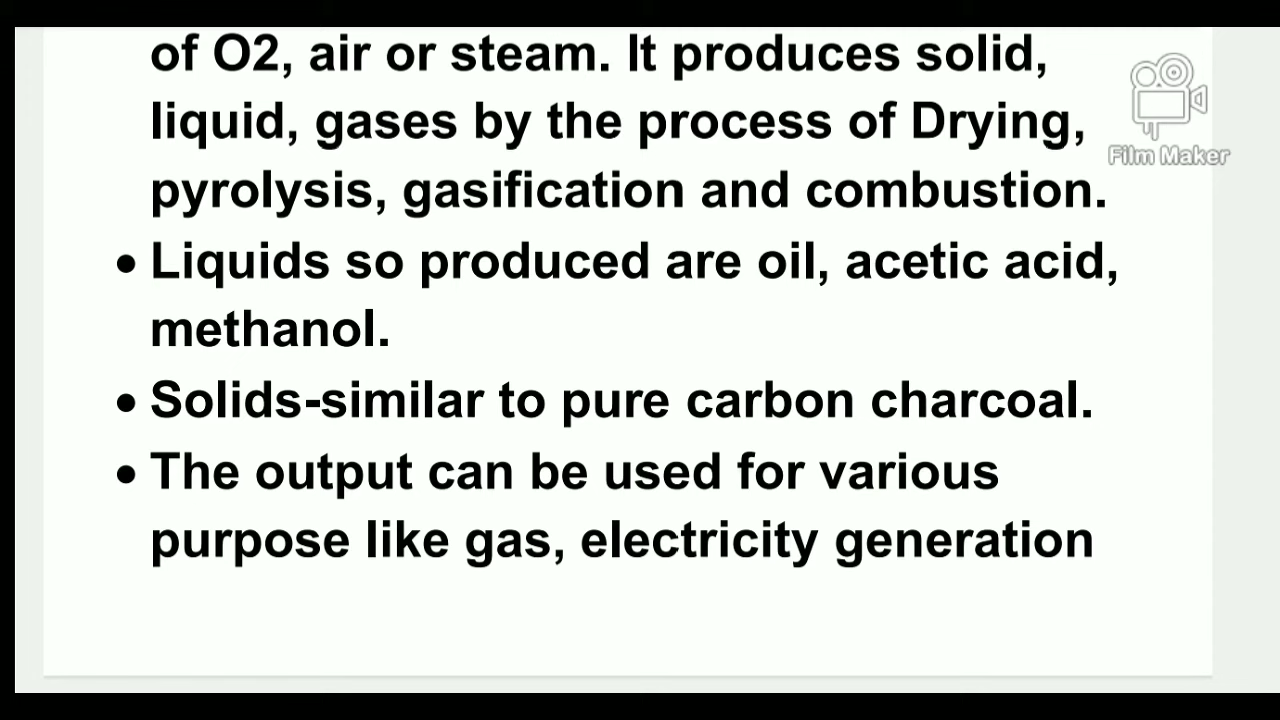 of O2, air or steam. It produces solid,
liquid, gases by the process of Drying,
pyrolysis, gasification and combustion.
• Liquids so produced are oil, acetic acid,
methanol.
• Solids-similar to pure carbon charcoal.
• The output can be used for various
purpose like gas, electricity generation
Film Maker